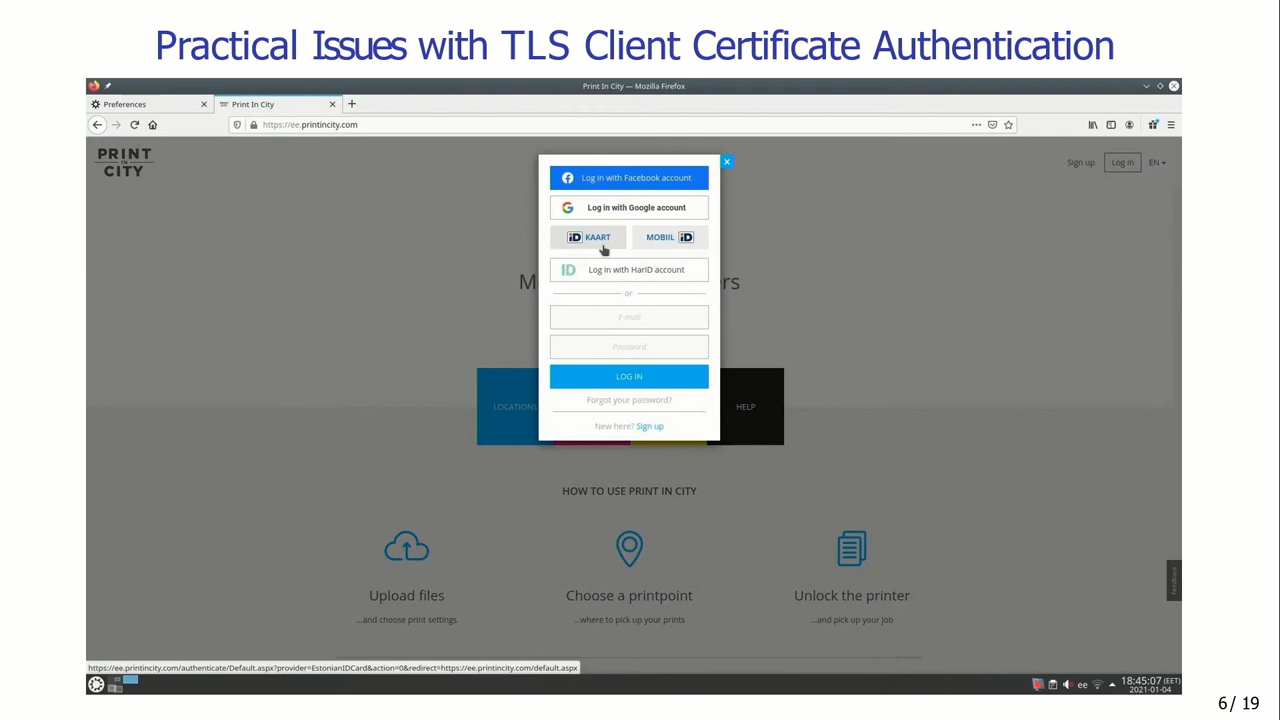 Practical Issues with TLS Client Certificate Authentication
Print In City — Mozilla Firefox
Preferences
Print In City
https://ee.printincity.com
PRINT
IN
CITY
Sign up
Log in
EN
Log in with Facebook account
Log in with Google account
iD KAART
MOBIIL iD
ID Log in with HarID account
M
rs
or
E-mail
Password
LOG IN
Forgot your password?
New here? Sign up
LOCATIONS
HELP
HOW TO USE PRINT IN CITY
Upload files
Choose a printpoint
Unlock the printer
...and choose print settings
...where to pick up your prints
...and pick up your job
Feedback
https://ee.printincity.com/authenticate/Default.aspx?provider=EstonianIDCard&action=0&redirect=https://ee.printincity.com/default.aspx
ee
18:45:07 (EET)
2021-01-04
6 / 19